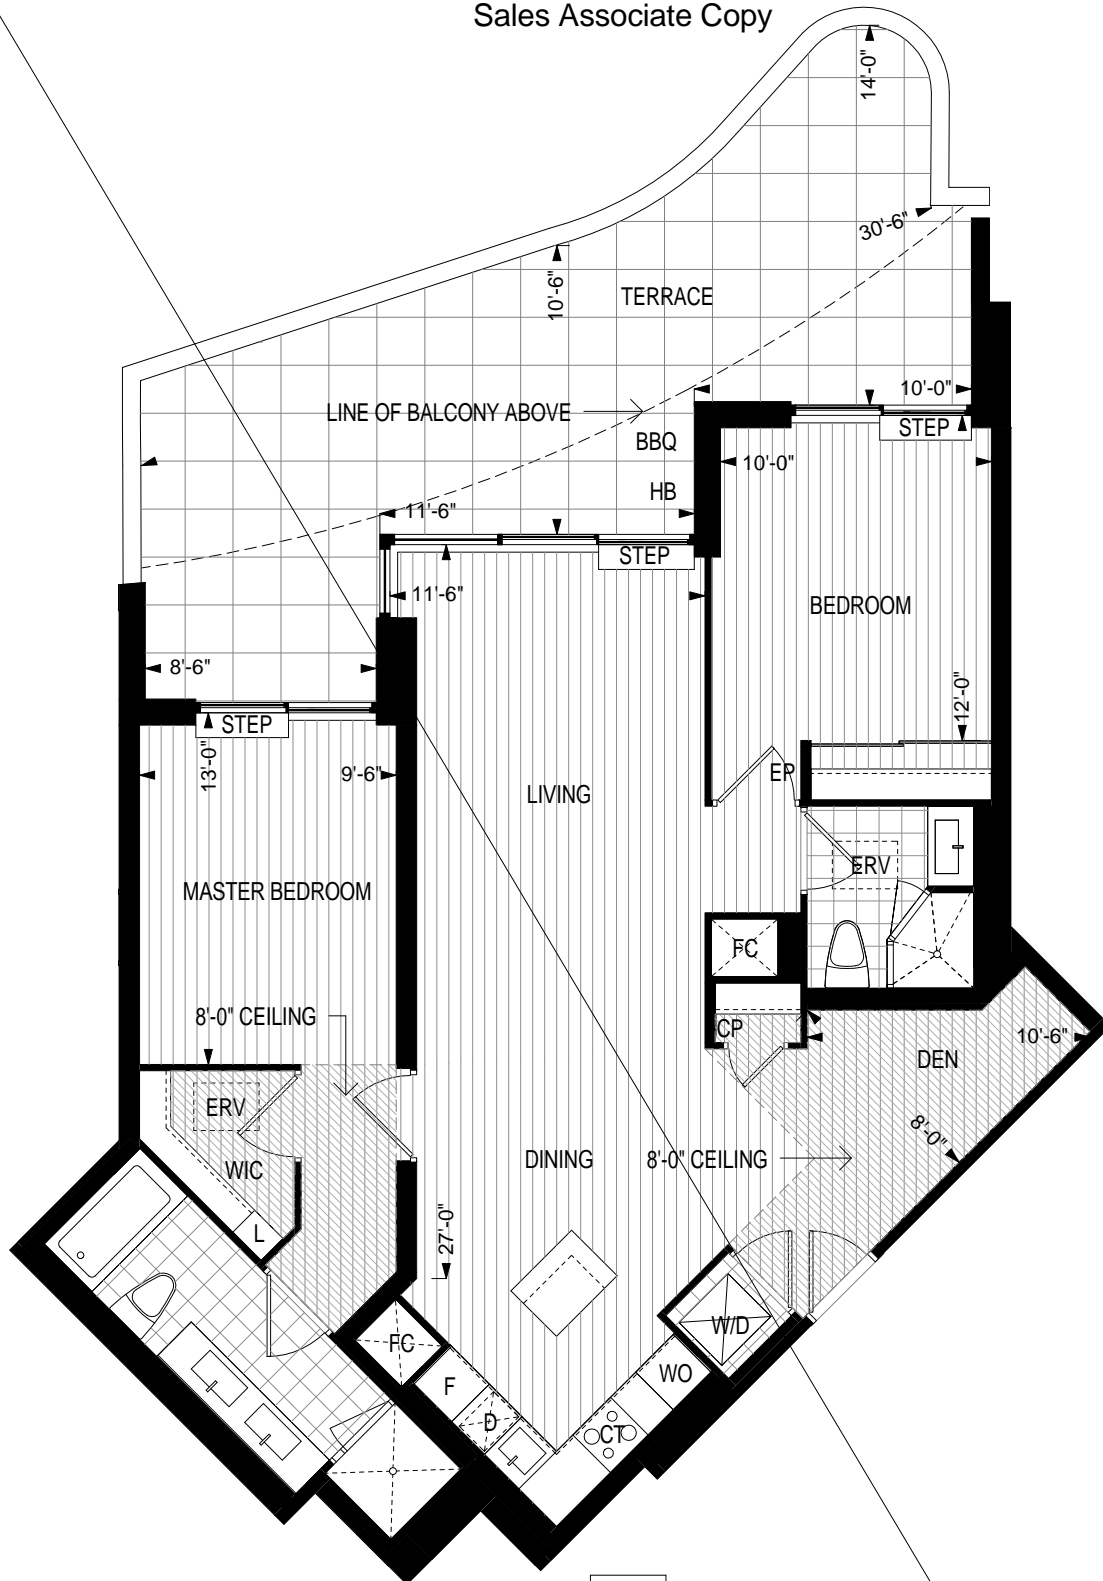 Sales Associate Copy
14'-0"
30'-6"
10'-6"
TERRACE
10'-0"
LINE OF BALCONY ABOVE
STEP
BBQ
10'-0"
HB
11'-6"
STEP
11'-6"
BEDROOM
8'-6"
12'-0"
STEP
13'-0"
9'-6"
EP
LIVING
ERV
MASTER BEDROOM
FC
8'-0" CEILING
CP
10'-6"
DEN
ERV
8'-0"
WIC
DINING
8'-0" CEILING
L
27'-0"
W/D
FC
WO
F
D
CT